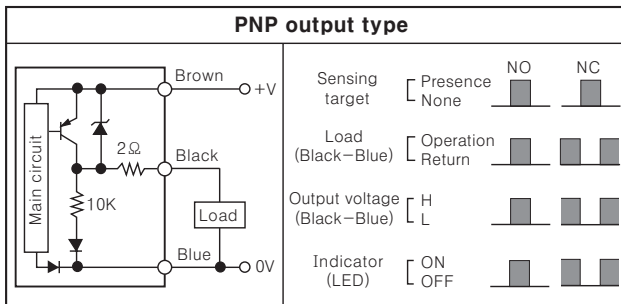 PNP output type
Brown
+V
Main circuit
2Ω
Black
10K
Load
Blue
0V
NO NC
Sensing target
Presence
None
Load
(Black−Blue)
Operation
Return
Output voltage
(Black−Blue)
H
L
Indicator
(LED)
ON
OFF